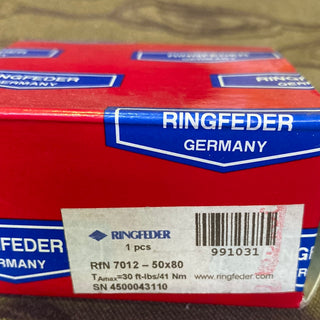 RINGFEDER
GERMANY
RINGFEDER
GERMANY
RINGFEDER
GERMANY
RINGFEDER
1 pcs
991031
RfN 7012 – 50x80
TAmax=30 ft-lbs/41 Nm www.ringfeder.com
SN 4500043110